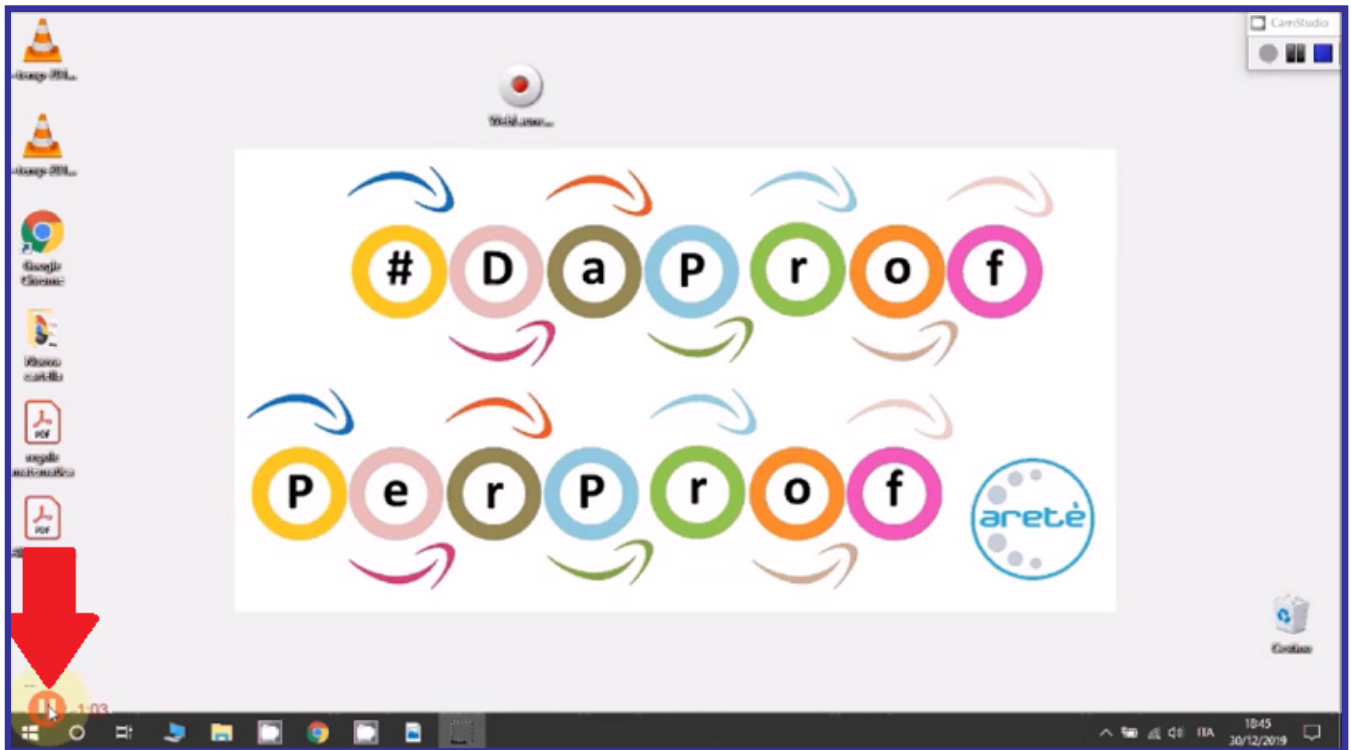 CamStudio
#DaProf
PerProf
aretè
Google
Chrome
PDF
PDF
Cestino
1:03
ITA
18:45
30/12/2019